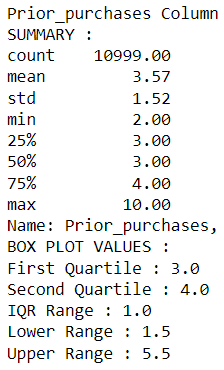 Prior_purchases Column
SUMMARY :
count 10999.00
mean 3.57
std 1.52
min 2.00
25% 3.00
50% 3.00
75% 4.00
max 10.00
Name: Prior_purchases,
BOX PLOT VALUES :
First Quartile : 3.0
Second Quartile : 4.0
IQR Range : 1.0
Lower Range : 1.5
Upper Range : 5.5